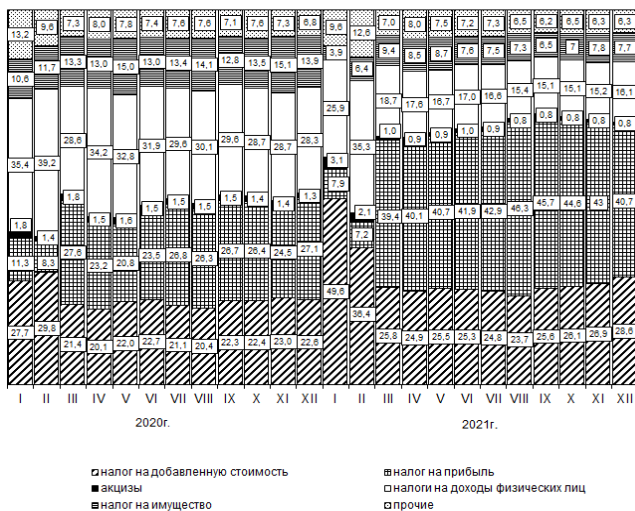 13,2 9,6 7,3 8,0 7,8 7,4 7,6 7,6 7,1 7,6 7,3 6,8 9,6 12,6 7,0 8,0 7,5 7,2 7,3 6,5 6,2 6,5 6,3 6,3
10,6 11,7 13,3 13,0 15,0 13,0 13,4 14,1 12,8 13,5 15,1 13,9 3,9 6,4 9,4 8,5 8,7 7,6 7,5 7,3 6,5 7 7,8 7,7
35,4 39,2 28,6 34,2 32,8 31,9 29,6 30,1 29,6 28,7 28,7 28,3 25,9 35,3 18,7 17,6 16,7 17,0 16,6 15,4 15,1 15,1 15,2 16,1
1,8 1,4 1,8 1,5 1,6 1,5 1,5 1,5 1,5 1,4 1,4 1,3 3,1 2,1 1,0 0,9 0,9 1,0 0,9 0,8 0,8 0,8 0,8 0,8
11,3 8,3 27,6 23,2 20,8 23,5 26,8 26,3 26,7 26,4 24,5 27,1 7,9 7,2 39,4 40,1 40,7 41,9 42,9 46,3 45,7 44,6 43 40,7
27,7 29,8 21,4 20,1 22,0 22,7 21,1 20,4 22,3 22,4 23,0 22,6 49,6 36,4 25,8 24,9 25,5 25,3 24,8 23,7 25,6 26,1 26,9 28,6
I II III IV V VI VII VIII IX X XI XII I II III IV V VI VII VIII IX X XI XII
2020г. 2021г.
налог на добавленную стоимость налог на прибыль
акцизы налоги на доходы физических лиц
налог на имущество прочие